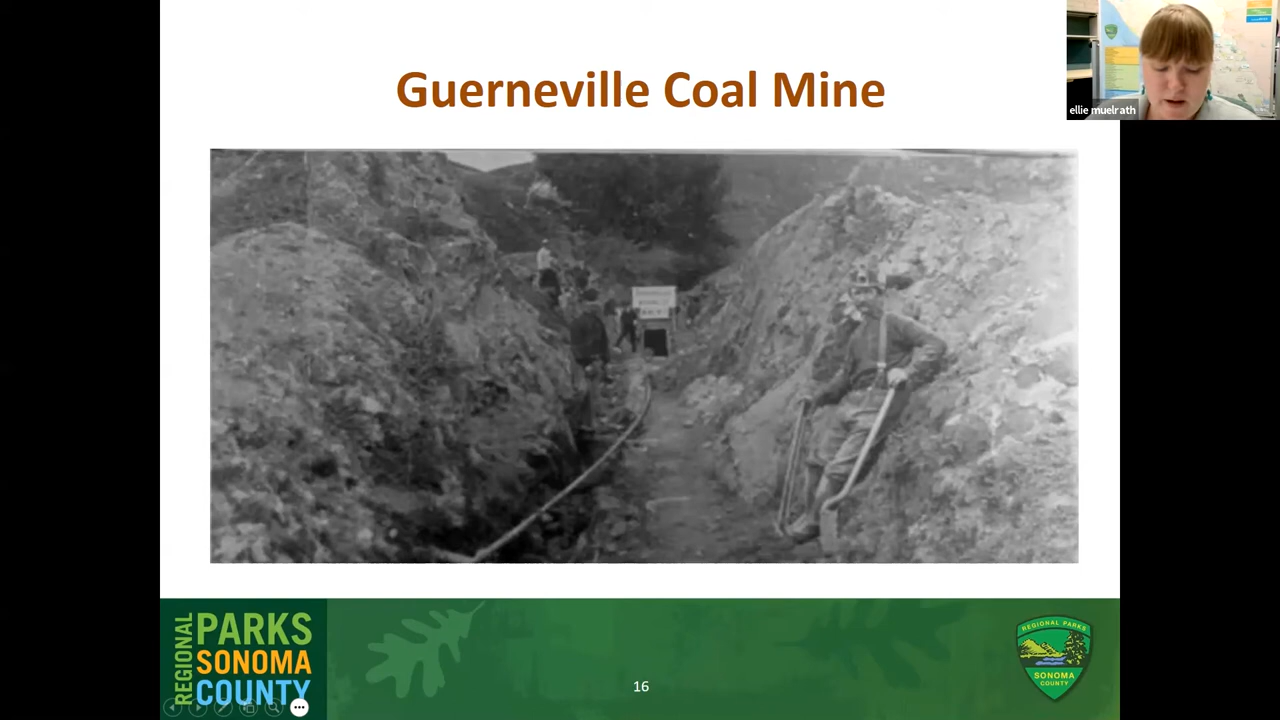 Guerneville Coal Mine
ellie muelrath
REGIONAL
PARKS
SONOMA
COUNTY
16
REGIONAL PARKS
SONOMA
COUNTY